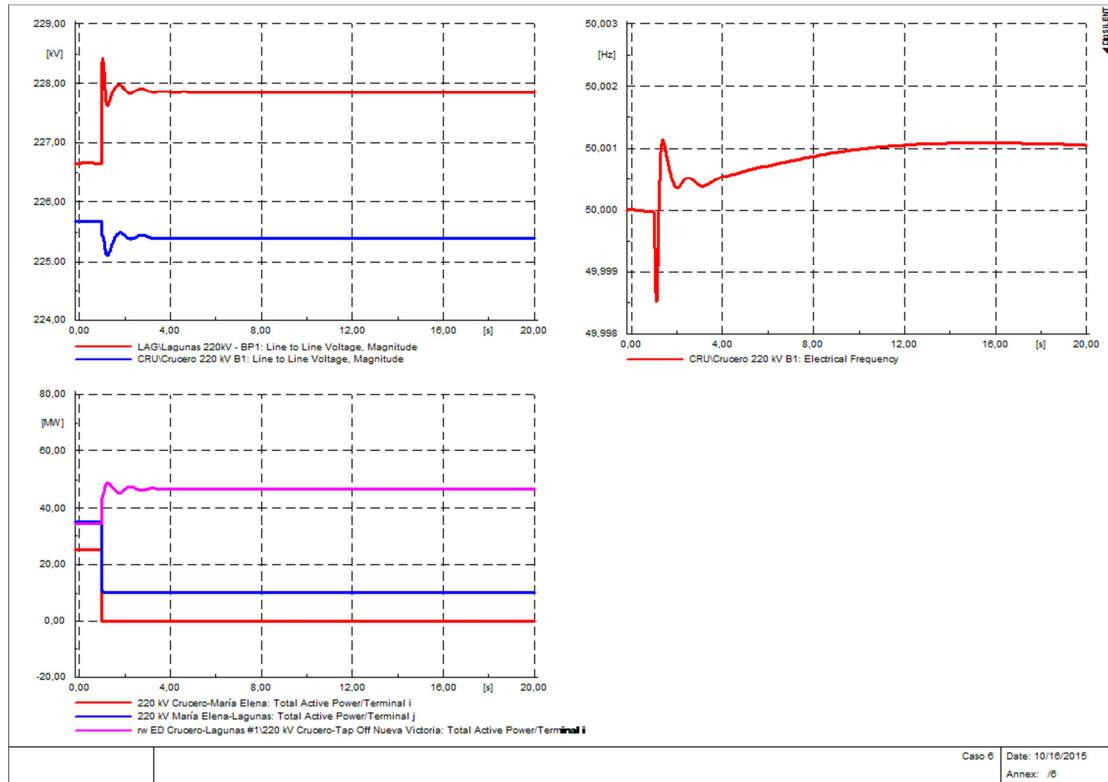 229,00
[kV]
228,00
227,00
226,00
225,00
224,00
0,00 4,00 8,00 12,00 16,00 [s] 20,00
LAG\Lagunas 220kV - BP1: Line to Line Voltage, Magnitude
CRU\Crucero 220 kV B1: Line to Line Voltage, Magnitude
50,003
[Hz]
50,002
50,001
50,000
49,999
49,998
0,00 4,00 8,00 12,00 16,00 [s] 20,00
CRU\Crucero 220 kV B1: Electrical Frequency
DIgSILENT
80,00
[MW]
60,00
40,00
20,00
0,00
-20,00
0,00 4,00 8,00 12,00 16,00 [s] 20,00
220 kV Crucero-María Elena: Total Active Power/Terminal i
220 kV María Elena-Lagunas: Total Active Power/Terminal j
rw ED Crucero-Lagunas #1\220 kV Crucero-Tap Off Nueva Victoria: Total Active Power/Terminal i
Caso 6
Date: 10/16/2015
Annex: /6